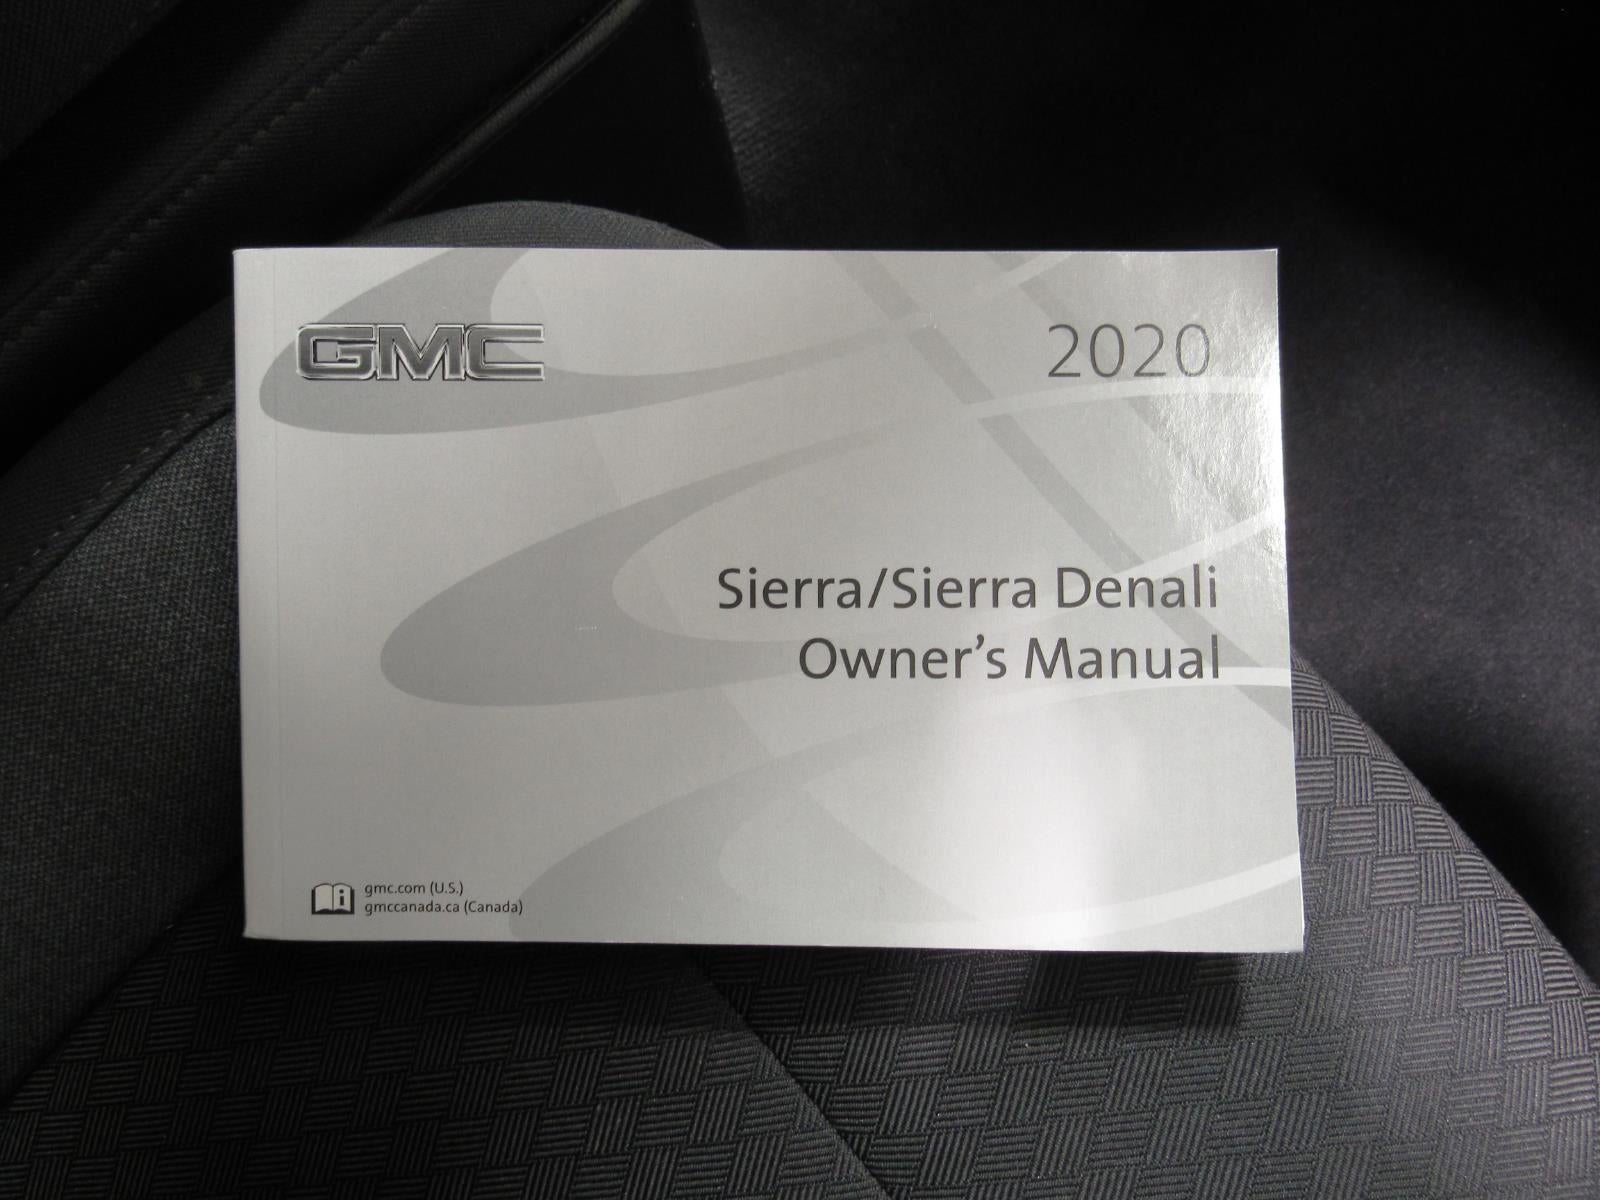 GMC
2020
Sierra/Sierra Denali
Owner's Manual
gmc.com (U.S.)
gmccanada.ca (Canada)